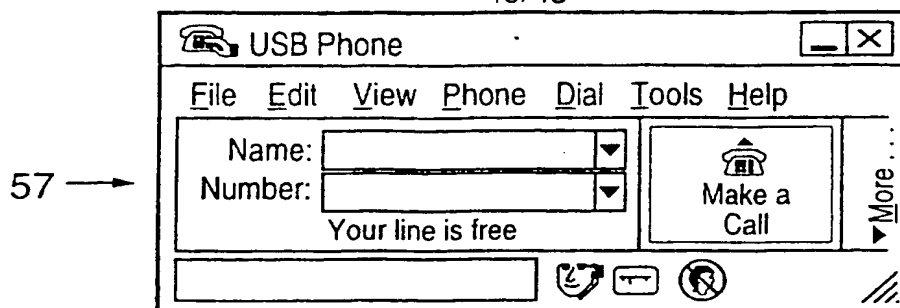 USB Phone
File Edit View Phone Dial Tools Help
Name:
Number:
Your line is free
Make a
Call
More...
57